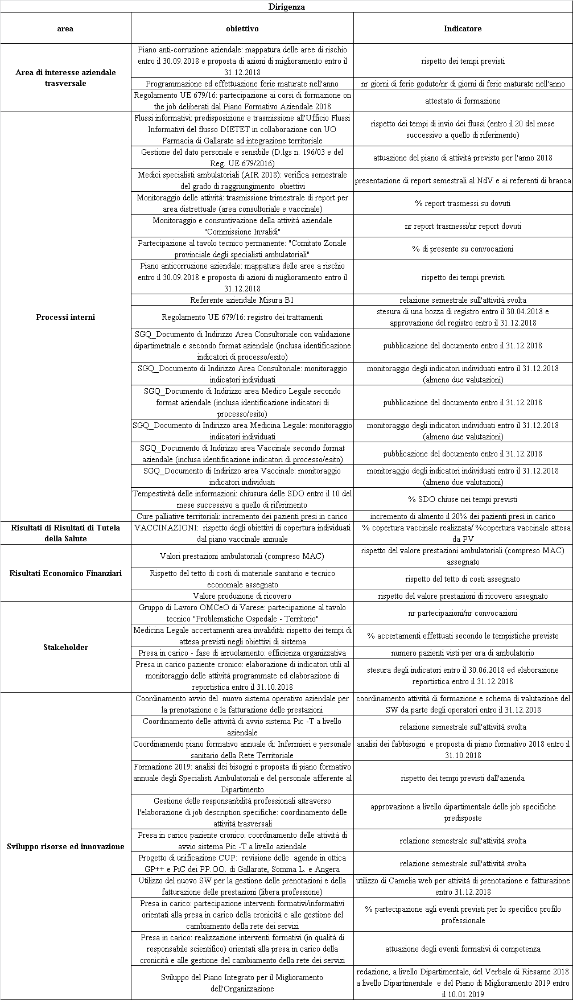 Dirigenza
area obiettivo Indicatore
Area di interesse aziendale
trasversale
Piano anti-corruzione aziendale: mappatura delle aree di rischio
entro il 30.09.2018 e proposta di azioni di miglioramento entro il
31.12.2018
rispetto dei tempi previsti
Programmazione ed effettuazione ferie maturate nell'anno
nr giorni di ferie godute/nr di giorni di ferie maturate nell'anno
Regolamento UE 679/16: partecipazione ai corsi di formazione on
the job deliberati dal Piano Formativo Aziendale 2018
attestato di formazione
Processi interni
Flussi informativi: predisposizione e trasmissione all'Ufficio Flussi
Informativi del flusso DIETET in collaborazione con UO
Farmacia di Gallarate ad integrazione territoriale
rispetto dei tempi di invio dei flussi (entro il 20 del mese
successivo a quello di riferimento)
Gestione del dato personale e sensibile (D.lgs n. 196/03 e del
Reg. UE 679/2016)
attuazione del piano di attività previsto per l'anno 2018
Medici specialisti ambulatoriali (AIR 2018): verifica semestrale
del grado di raggriungimento obiettivi
presentazione di report semestrali al NdV e ai referenti di branca
Monitoraggio delle attività: trasmissione trimestrale di report per
area distrettuale (area consultoriale e vaccinale)
% report trasmessi su dovuti
Monitoraggio e consuntivazione della attività aziendale
"Commissione Invalidi"
nr report trasmessi/nr report dovuti
Partecipazione al tavolo tecnico permanente: "Comitato Zonale
provinciale degli specialisti ambulatoriali"
% di presente su convocazioni
Piano anticorruzione aziendale: mappatura delle aree a rischio
entro il 30.09.2018 e proposta di azioni di miglioramento entro il
31.12.2018
rispetto dei tempi previsti
Referente aziendale Misura B1
relazione semestrale sull'attività svolta
Regolamento UE 679/16: registro dei trattamenti
stesura di una bozza di registro entro il 30.04.2018 e
approvazione del registro entro il 31.12.2018
SGQ_Documento di Indirizzo Area Consultoriale con validazione
dipartimetnale e secondo format aziendale (inclusa identificazione
indicatori di processo/esito)
pubblicazione del documento entro il 31.12.2018
SGQ_Documento di Indirizzo Area Consultoriale: monitoraggio
indicatori individuati
monitoraggio degli indicatori individuati entro il 31.12.2018
(almeno due valutazioni)
SGQ_Documento di Indirizzo area Medico Legale secondo
format aziendale (inclusa identificazione indicatori di
processo/esito)
pubblicazione del documento entro il 31.12.2018
SGQ_Documento di Indirizzo area Medicina Legale: monitoraggio
indicatori individuati
monitoraggio degli indicatori individuati entro il 31.12.2018
(almeno due valutazioni)
SGQ_Documento di Indirizzo area Vaccinale secondo format
aziendale (inclusa identificazione indicatori di processo/esito)
pubblicazione del documento entro il 31.12.2018
SGQ_Documento di Indirizzo area Vaccinale: monitoraggio
indicatori individuati
monitoraggio degli indicatori individuati entro il 31.12.2018
(almeno due valutazioni)
Tempestività delle informazioni: chiusura delle SDO entro il 10 del
mese successivo a quello di riferimento
% SDO chiuse nei tempi previsti
Cure palliative territoriali: incremento dei pazienti presi in carico
incremento di almento il 20% dei pazienti presi in carico
Risultati di Risultati di Tutela
della Salute
VACCINAZIONI: rispetto degli obiettivi di copertura individuati
dal piano vaccinale annuale
% copertura vaccinale realizzata/ %copertura vaccinale attesa
da PV
Risultati Economico Finanziari
Valori prestazioni ambulatoriali (compreso MAC)
rispetto del valore prestazioni ambulatoriali (compreso MAC)
assegnato
Rispetto del tetto di costi di materiale sanitario e tecnico
economale assegnato
rispetto del tetto di costi assegnato
Valore produzione di ricovero
rispetto del valore prestazioni di ricovero assegnato
Stakeholder
Gruppo di Lavoro OMCeO di Varese: partecipazione al tavolo
tecnico "Problematiche Ospedale - Territorio"
nr partecipazioni/nr convocazioni
Medicina Legale accertamenti area invalidità: rispetto dei tempi di
attesa previsti negli obiettivi di sistema
% accertamenti effettuati secondo le tempistiche previste
Presa in carico - fase di arruolamento: efficienza organizzativa
numero pazienti visti per ora di ambulatorio
Presa in carico paziente cronico: elaborazione di indicatori utili al
monitoraggio delle attività programmate ed elaborazione di
reportistica entro il 31.10.2018
stesura degli indicatori entro il 30.06.2018 ed elaborazione
reportistica entro il 31.12.2018
Sviluppo risorse ed innovazione
Coordinamento avvio del nuovo sistema operativo aziendale per
la prenotazione e la fatturazione delle prestazioni
coordinamento attività di formazione e schema di valutazione del
SW da parte degli operatori entro il 31.12.2018
Coordinamento delle attività di avvio sistema Pic -T a livello
aziendale
relazione semestrale sull'attività svolta
Coordinamento piano formativo annuale di: Infermieri e personale
sanitario della Rete Territoriale
analisi dei fabbisogni e proposta di piano formativo 2018 entro il
31.10.2018
Formazione 2019: analisi dei bisogni e proposta di piano formativo
annuale degli Specialisti Ambulatoriali e del personale afferente al
Dipartimento
rispetto dei tempi previsti dall'azienda
Gestione delle responsanbilità professionali attraverso
l'elaborazione di job description specifiche: coordinamento delle
attività trasversali
approvazione a livello dipartimentale delle job specifiche
predisposte
Presa in carico paziente cronico: coordinamento delle attività di
avvio sistema Pic -T a livello aziendale
relazione semestrale sull'attività svolta
Progetto di unificazione CUP: revisione delle agende in ottica
GP++ e PiC dei PP.OO. di Gallarate, Somma L. e Angera
relazione semestrale sull'attività svolta
Utilizzo del nuovo SW per la gestione delle prenotazioni e della
fatturazione delle prestazioni (libera professione)
utilizzo di Camelia web per attività di prenotazione e fatturazione
entro 31.12.2018
Presa in carico: partecipazione interventi formativi/informativi
orientati alla presa in carico della cronicità e alle gestione del
cambiamento della rete dei servizi
% partecipazione agli eventi previsti per lo specifico profilo
professionale
Presa in carico: realizzazione interventi formativi (in qualità di
responsabile scientifico) orientati alla presa in carico della
cronicità e alle gestione del cambiamento della rete dei servizi
attuazione degli eventi formativi di competenza
Sviluppo del Piano Integrato per il Miglioramento
dell'Organizzazione
redazione, a livello Dipartimentale, del Verbale di Riesame 2018
a livello Dipartimentale e del Piano di Miglioramento 2019 entro
il 10.01.2019